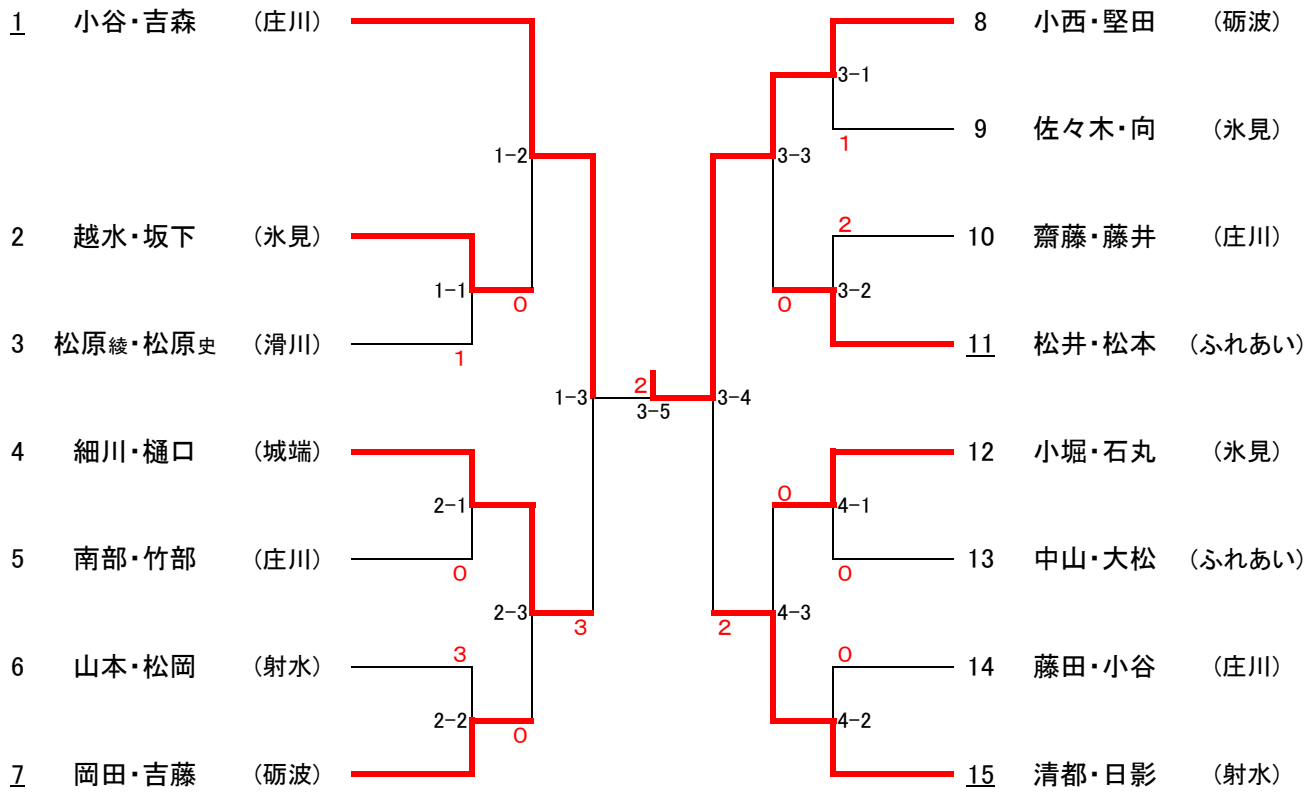 1 小谷・吉森 (庄川)
1-2
2 越水・坂下 (氷見)
1-1
0
3 松原綾・松原史 (滑川)
1
1-3
2
3-5
4 細川・樋口 (城端)
2-1
5 南部・竹部 (庄川)
0
2-3
3
6 山本・松岡 (射水)
3
2-2
0
7 岡田・吉藤 (砺波)
8 小西・堅田 (砺波)
3-1
9 佐々木・向 (氷見)
1
3-3
2
10 齋藤・藤井 (庄川)
3-2
0
11 松井・松本 (ふれあい)
3-4
12 小堀・石丸 (氷見)
0
4-1
13 中山・大松 (ふれあい)
0
4-3
2
0
14 藤田・小谷 (庄川)
4-2
15 清都・日影 (射水)